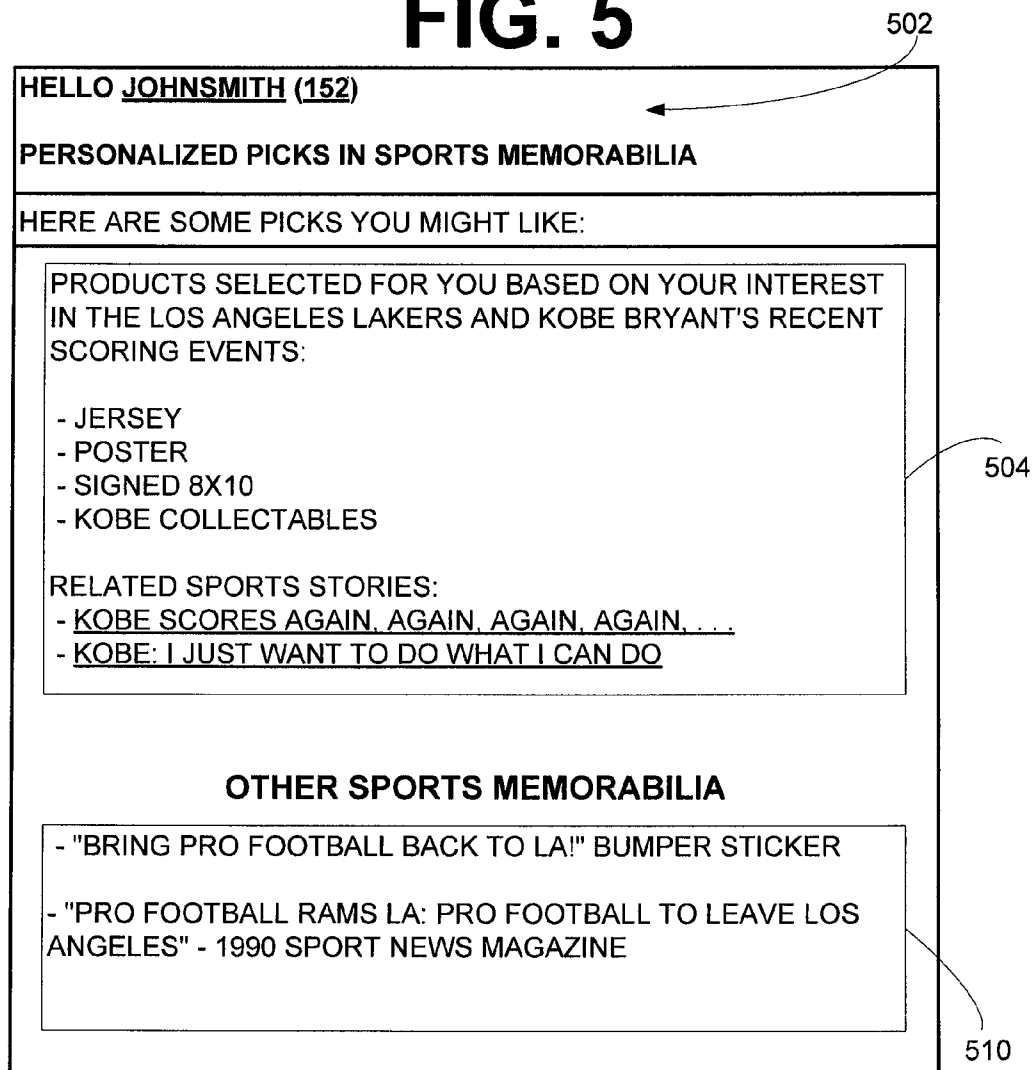 FIG. 5
502
HELLO JOHNSMITH (152)
PERSONALIZED PICKS IN SPORTS MEMORABILIA
HERE ARE SOME PICKS YOU MIGHT LIKE:
PRODUCTS SELECTED FOR YOU BASED ON YOUR INTEREST
IN THE LOS ANGELES LAKERS AND KOBE BRYANT'S RECENT
SCORING EVENTS:
- JERSEY
- POSTER
- SIGNED 8X10
- KOBE COLLECTABLES
504
RELATED SPORTS STORIES:
- KOBE SCORES AGAIN, AGAIN, AGAIN, AGAIN, . . .
- KOBE: I JUST WANT TO DO WHAT I CAN DO
OTHER SPORTS MEMORABILIA
- "BRING PRO FOOTBALL BACK TO LA!" BUMPER STICKER
- "PRO FOOTBALL RAMS LA: PRO FOOTBALL TO LEAVE LOS
ANGELES" - 1990 SPORT NEWS MAGAZINE
510